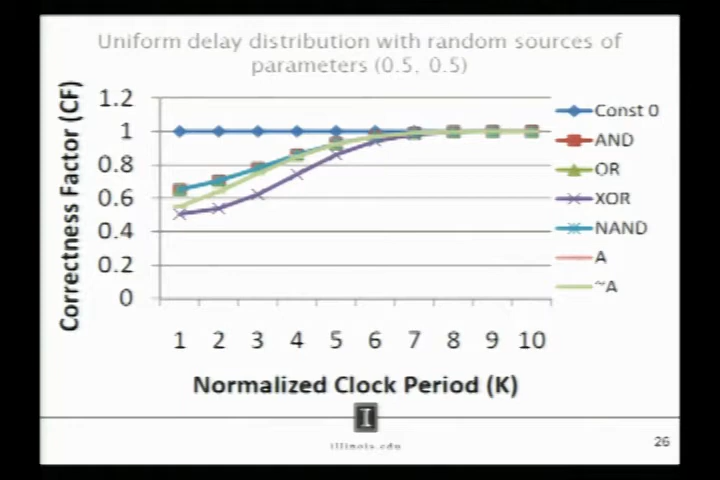 Uniform delay distribution with random sources of
parameters (0.5, 0.5)
Correctness Factor (CF)
1.2
1
0.8
0.6
0.4
0.2
0
1 2 3 4 5 6 7 8 9 10
Normalized Clock Period (K)
Const 0
AND
OR
XOR
NAND
A
~A
I
illinois.edu
26